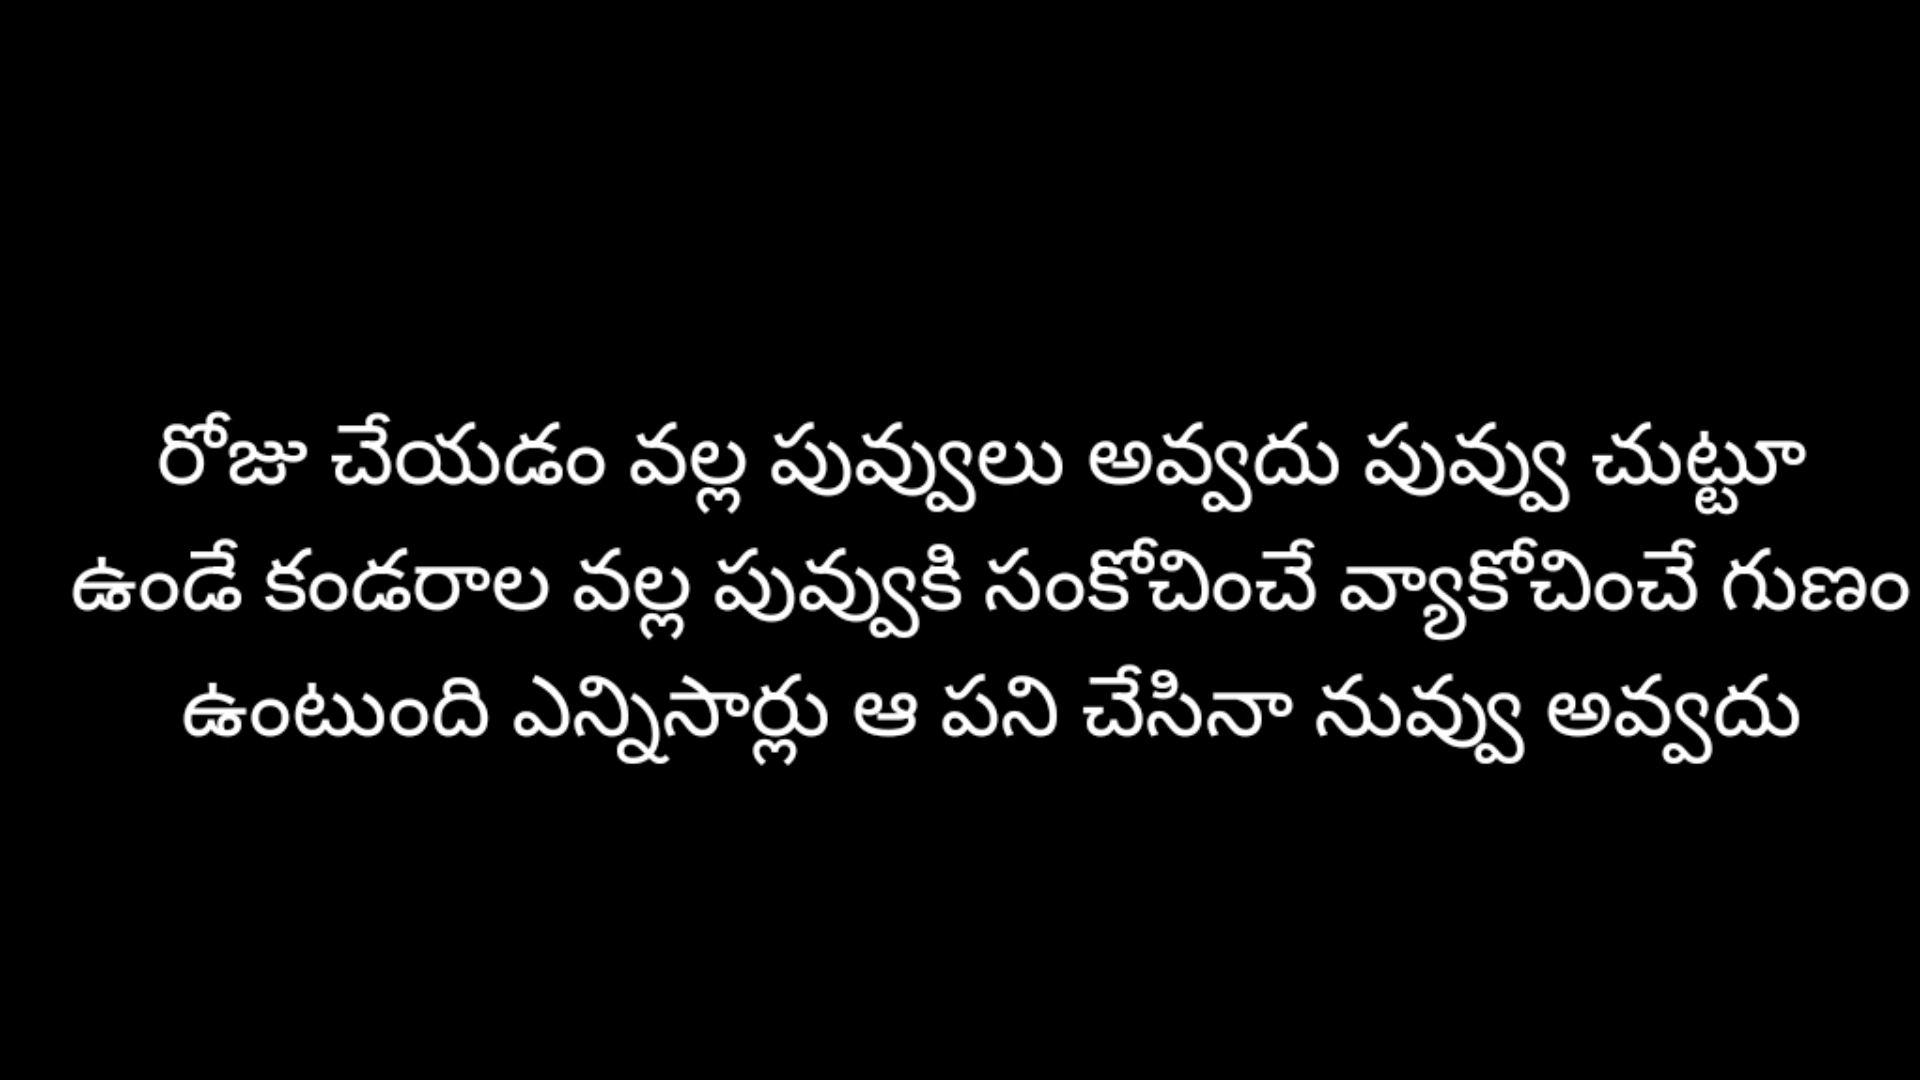 రోజు చేయడం వల్ల పువ్వులు అవ్వదు పువ్వు చుట్టూ
ఉండే కండరాల వల్ల పువ్వుకి సంకోచించే వ్యాకోచించే గుణం
ఉంటుంది ఎన్నిసార్లు ఆ పని చేసినా నువ్వు అవ్వదు